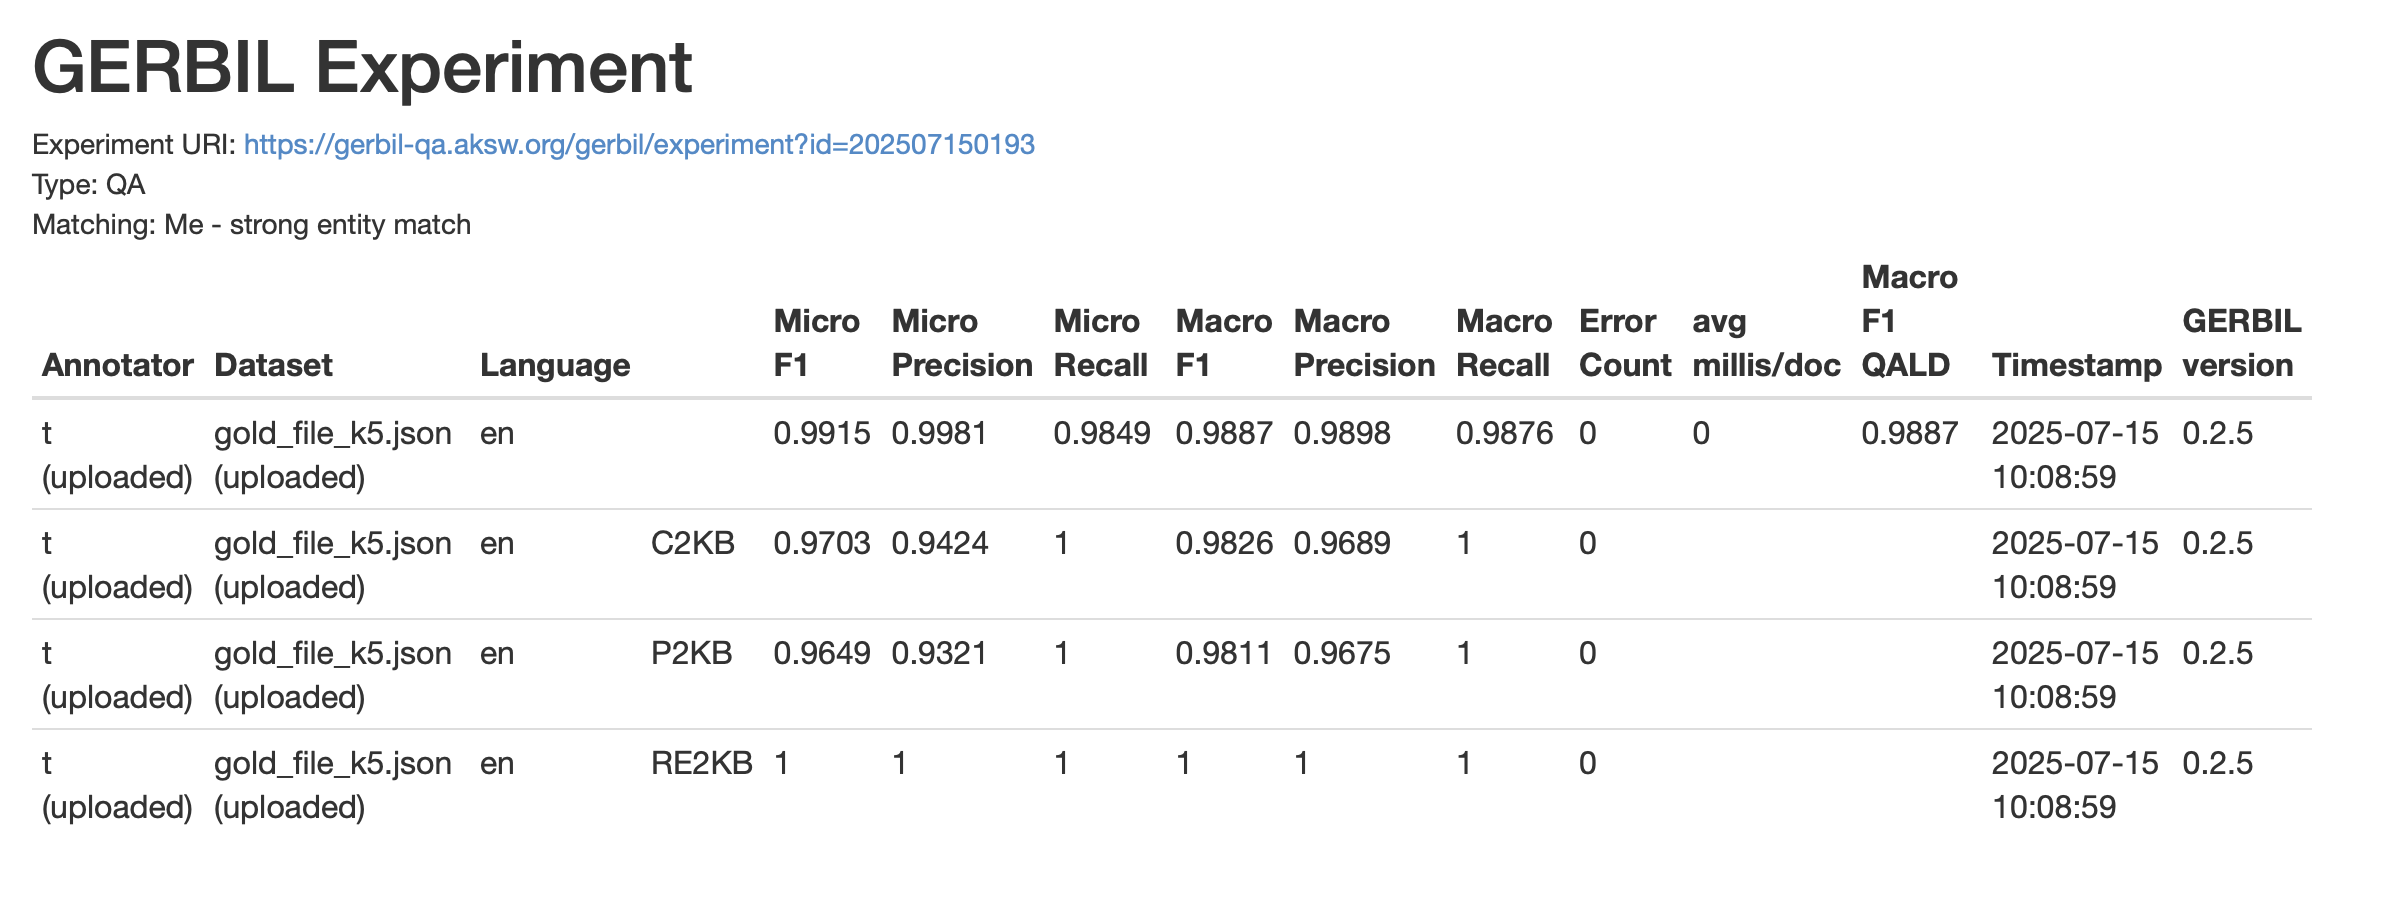 GERBIL Experiment
Experiment URI: https://gerbil-qa.aksw.org/gerbil/experiment?id=202507150193
Type: QA
Matching: Me - strong entity match
Annotator Dataset Language Micro F1 Micro Precision Micro Recall Macro F1 Macro Precision Macro Recall Error Count avg millis/doc Macro F1 QALD Timestamp GERBIL version
t (uploaded) gold_file_k5.json (uploaded) en 0.9915 0.9981 0.9849 0.9887 0.9898 0.9876 0 0 0.9887 2025-07-15 10:08:59 0.2.5
t (uploaded) gold_file_k5.json (uploaded) en C2KB 0.9703 0.9424 1 0.9826 0.9689 1 0 2025-07-15 10:08:59 0.2.5
t (uploaded) gold_file_k5.json (uploaded) en P2KB 0.9649 0.9321 1 0.9811 0.9675 1 0 2025-07-15 10:08:59 0.2.5
t (uploaded) gold_file_k5.json (uploaded) en RE2KB 1 1 1 1 1 1 0 2025-07-15 10:08:59 0.2.5